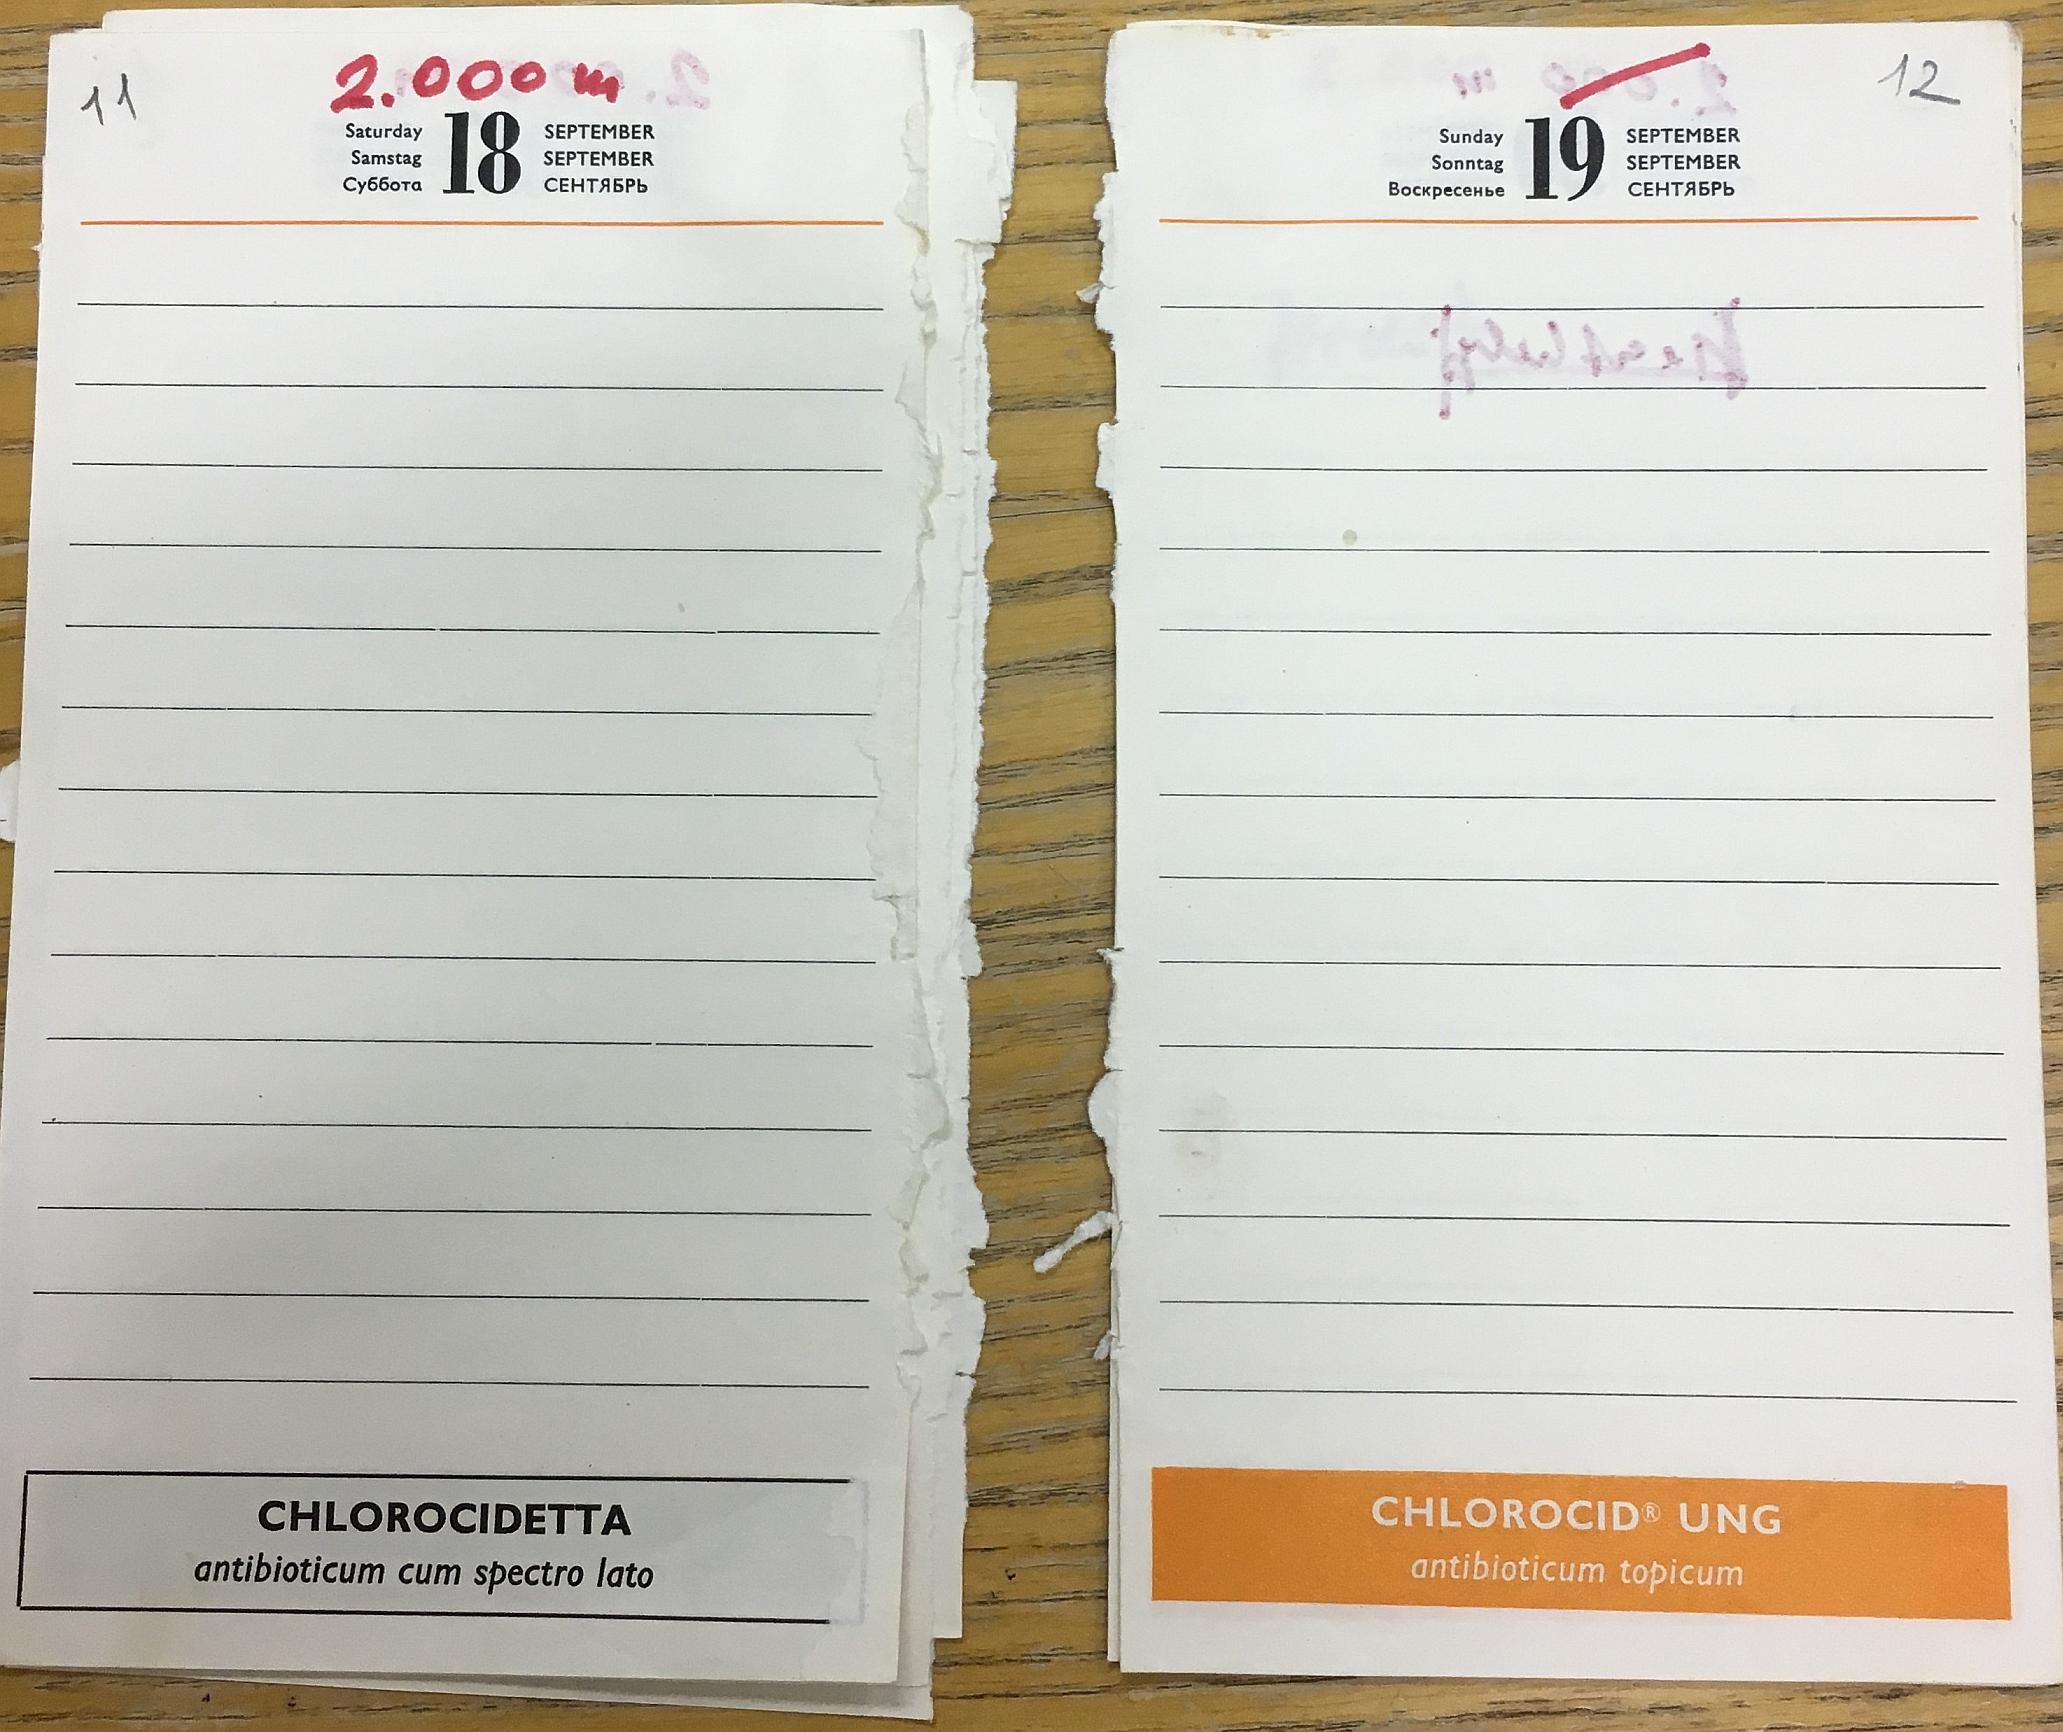 11
2.000 m
Saturday 18 SEPTEMBER
Samstag SEPTEMBER
Суббота СЕНТЯБРЬ
CHLOROCIDETTA
antibioticum cum spectro lato
12
Sunday 19 SEPTEMBER
Sonntag SEPTEMBER
Воскресенье СЕНТЯБРЬ
CHLOROCID® UNG
antibioticum topicum